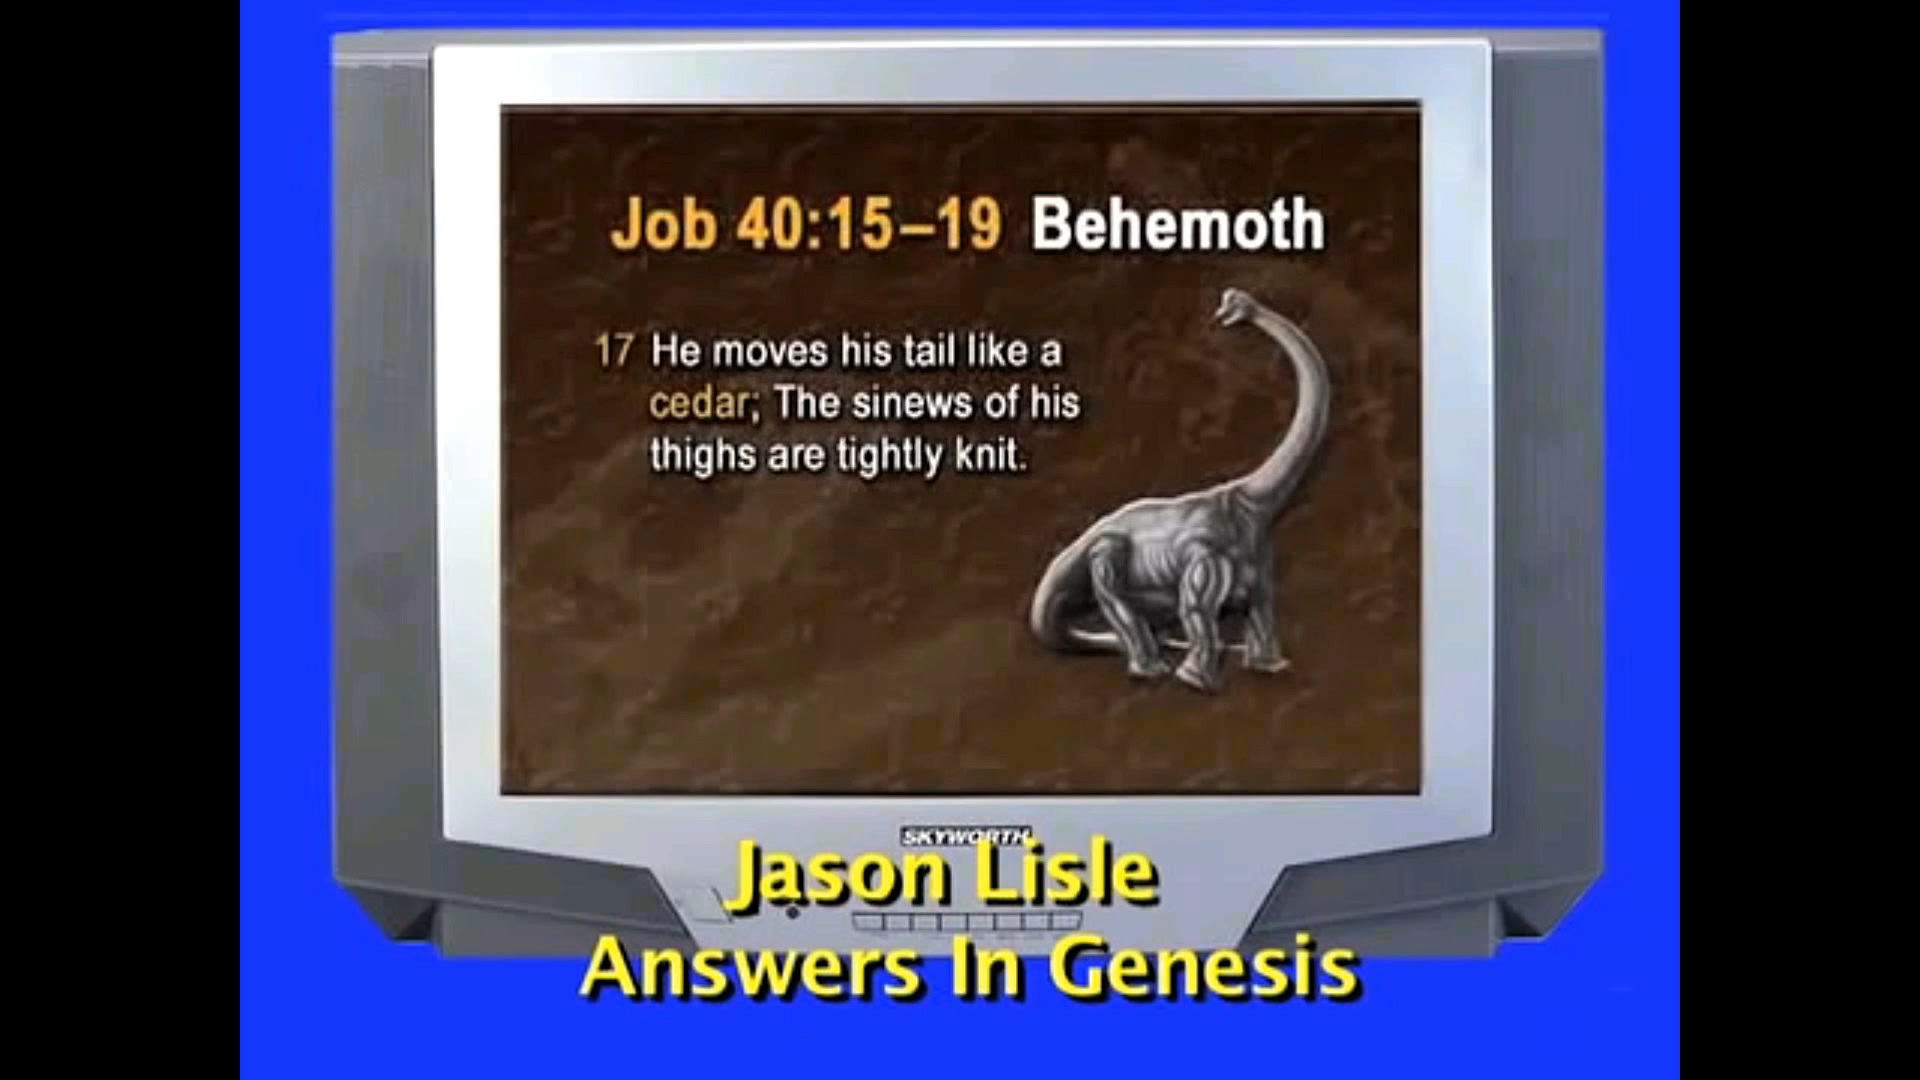 Job 40:15–19 Behemoth
17 He moves his tail like a
cedar; The sinews of his
thighs are tightly knit.
SKYWORTH
Jason Lisle
Answers In Genesis